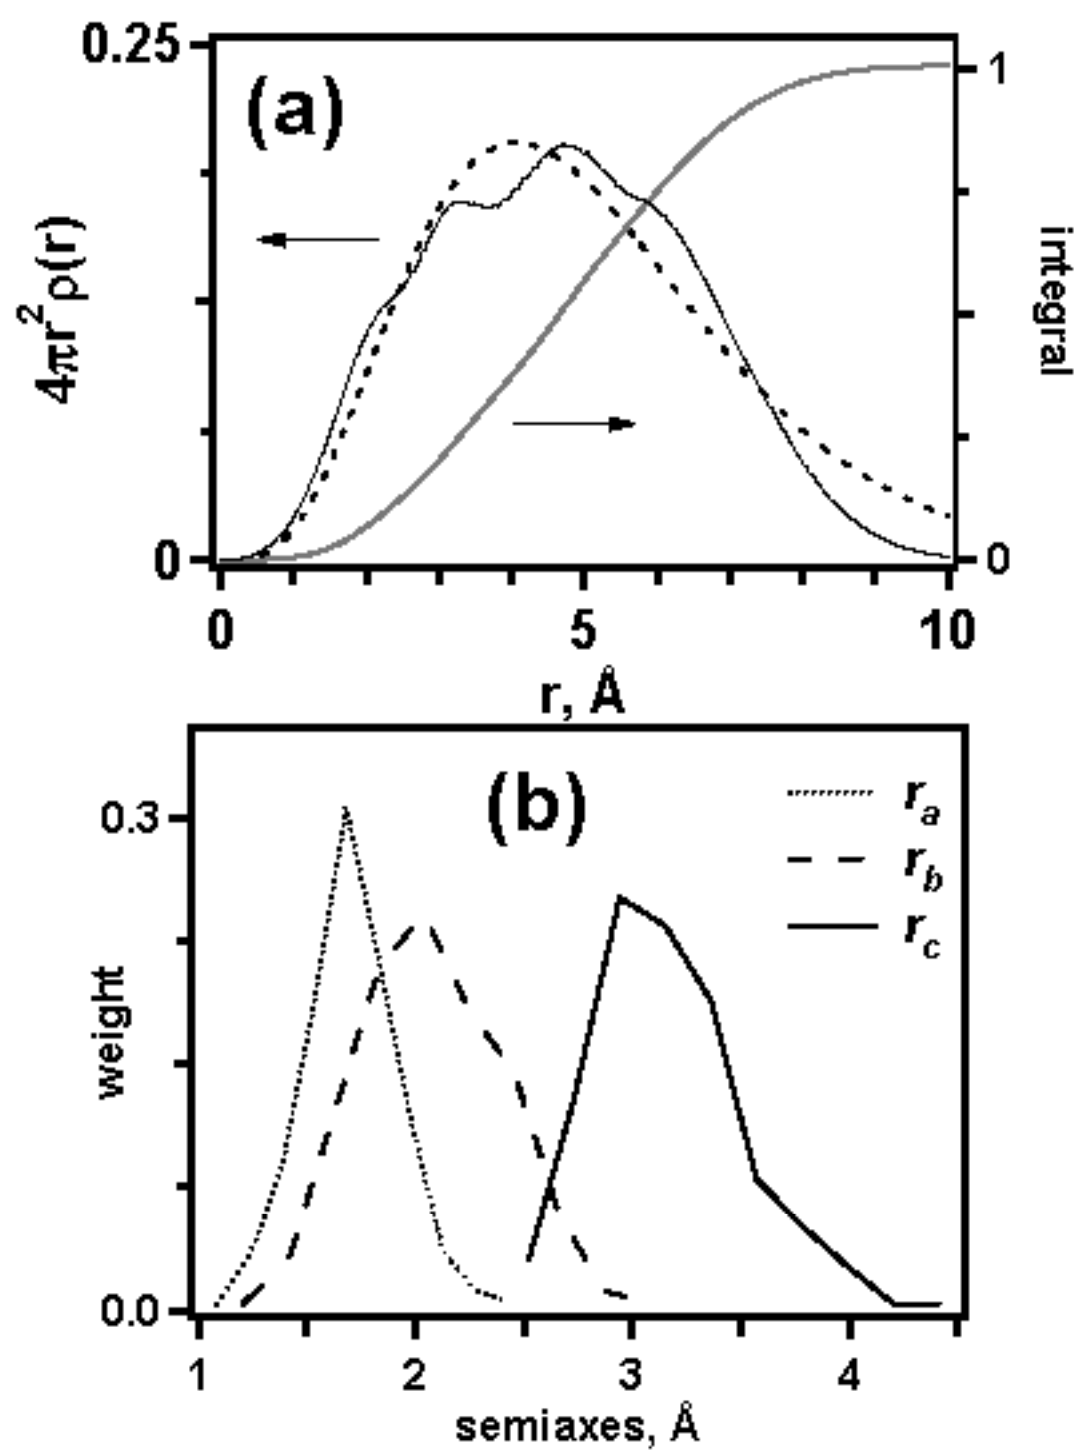 0.25
(a)
1
4πr²ρ(r)
integral
0
0
0
5
10
r, Å
(b)
r_a
0.3
r_b
r_c
weight
0.0
1
2
3
4
semiaxes, Å